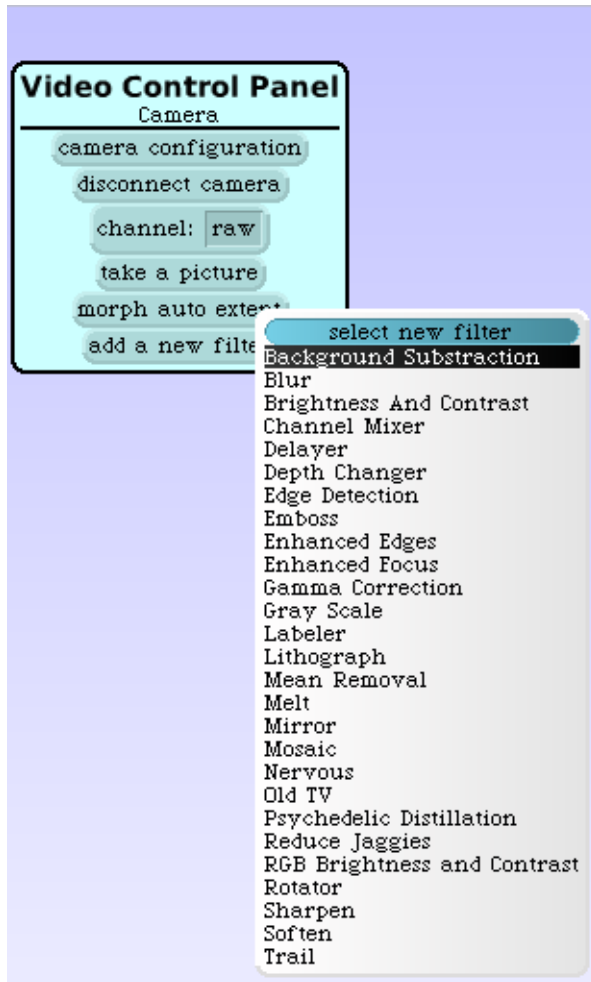 Video Control Panel
Camera
camera configuration
disconnect camera
channel: raw
take a picture
morph auto extent
add a new filte
select new filter
Background Substraction
Blur
Brightness And Contrast
Channel Mixer
Delayer
Depth Changer
Edge Detection
Emboss
Enhanced Edges
Enhanced Focus
Gamma Correction
Gray Scale
Labeler
Lithograph
Mean Removal
Melt
Mirror
Mosaic
Nervous
Old TV
Psychedelic Distillation
Reduce Jaggies
RGB Brightness and Contrast
Rotator
Sharpen
Soften
Trail